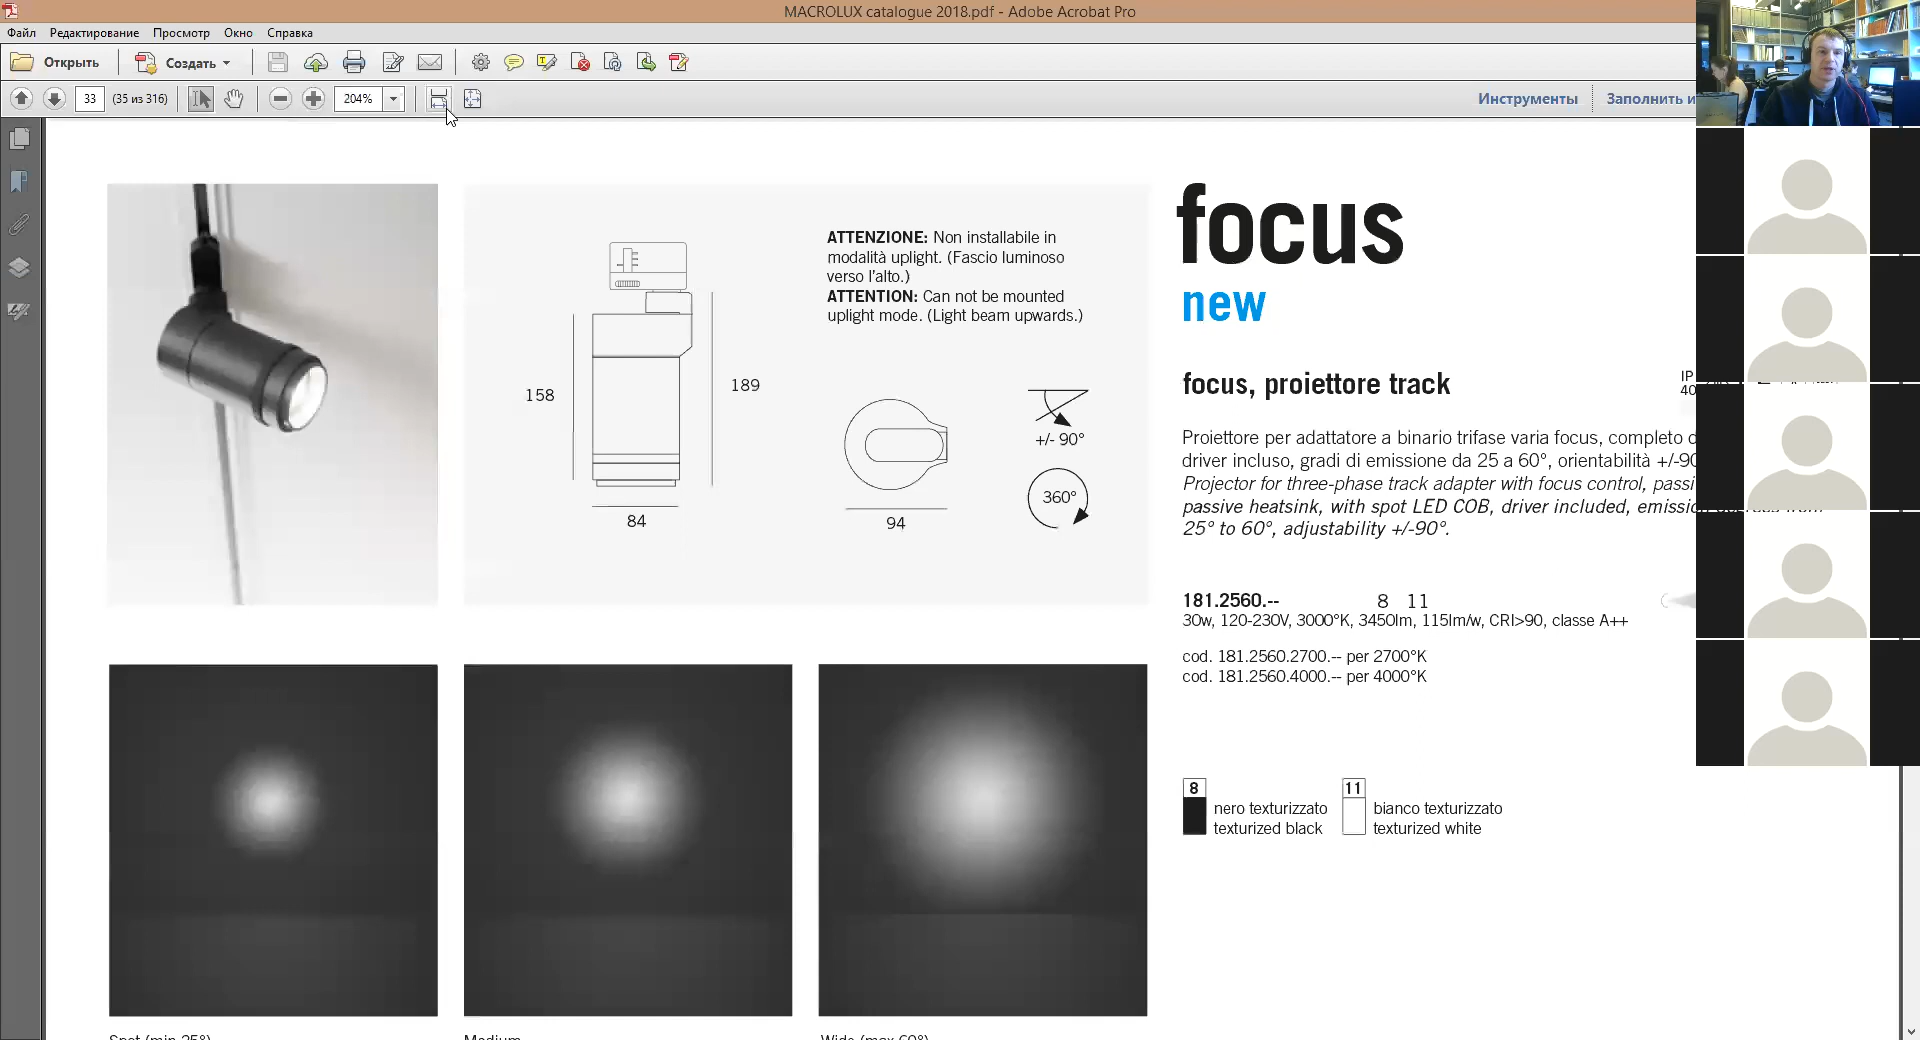 MACROLUX catalogue 2018.pdf - Adobe Acrobat Pro
Файл Редактирование Просмотр Окно Справка
Открыть Создать
33 (35 из 316) 204% Инструменты Заполнить и
focus
new
ATTENZIONE: Non installabile in
modalità uplight. (Fascio luminoso
verso l'alto.)
ATTENTION: Can not be mounted
uplight mode. (Light beam upwards.)
158
189
84
94
+/- 90°
360°
focus, proiettore track
IP
40
Proiettore per adattatore a binario trifase varia focus, completo
driver incluso, gradi di emissione da 25 a 60°, orientabilità +/-90
Projector for three-phase track adapter with focus control, passi
passive heatsink, with spot LED COB, driver included,
25° to 60°, adjustability +/-90°.
181.2560.-- 8 11
30w, 120-230V, 3000°K, 3450lm, 115lm/w, CRI>90, classe A++
cod. 181.2560.2700.-- per 2700°K
cod. 181.2560.4000.-- per 4000°K
8
nero texturizzato
texturized black
11
bianco texturizzato
texturized white